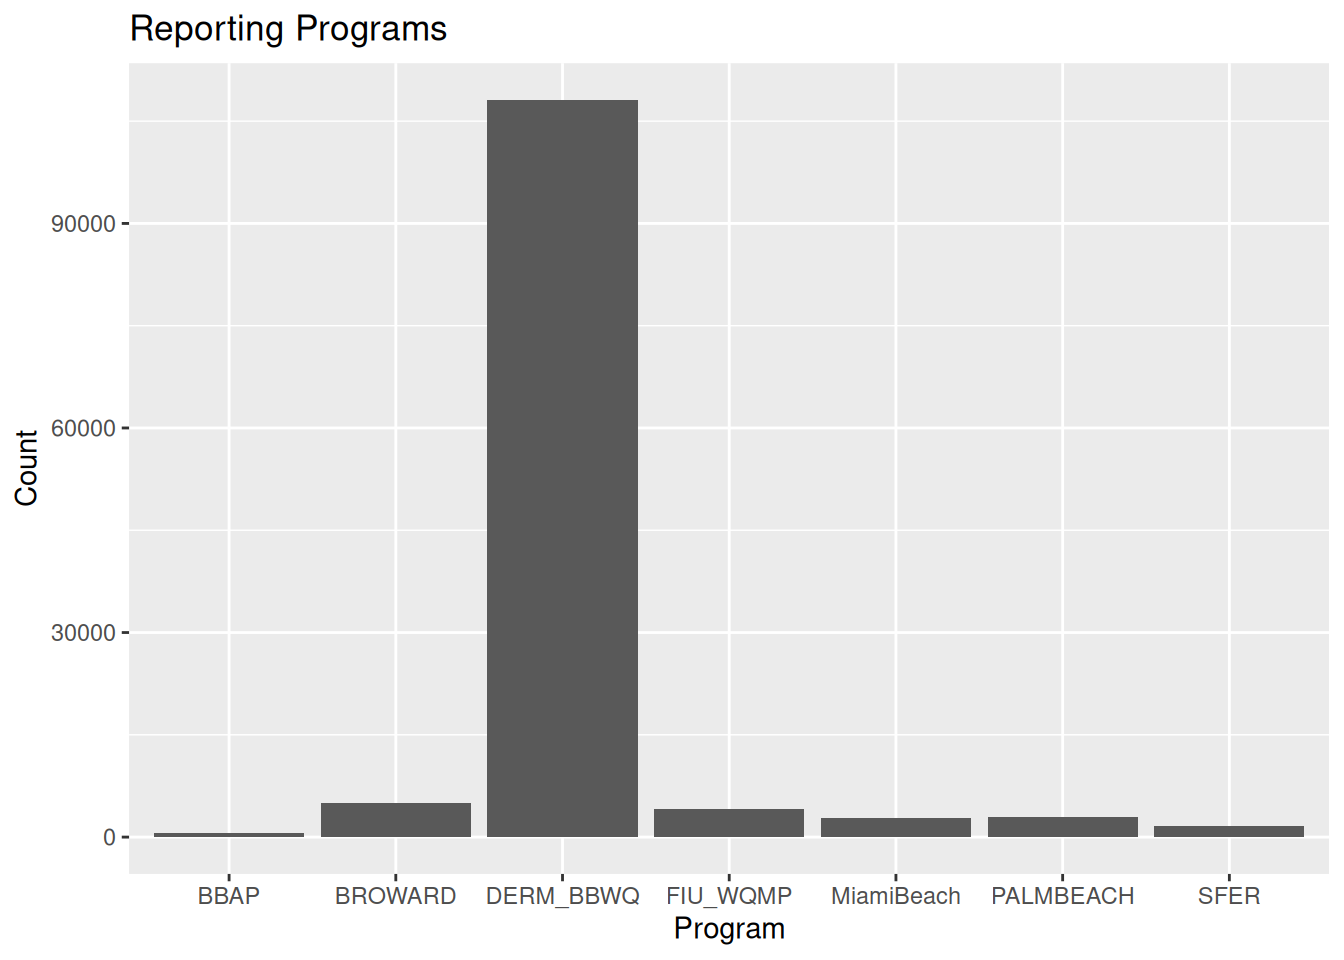 Reporting Programs
90000
60000
30000
0
Count
BBAP BROWARD DERM_BBWQ FIU_WQMP MiamiBeach PALMBEACH SFER
Program